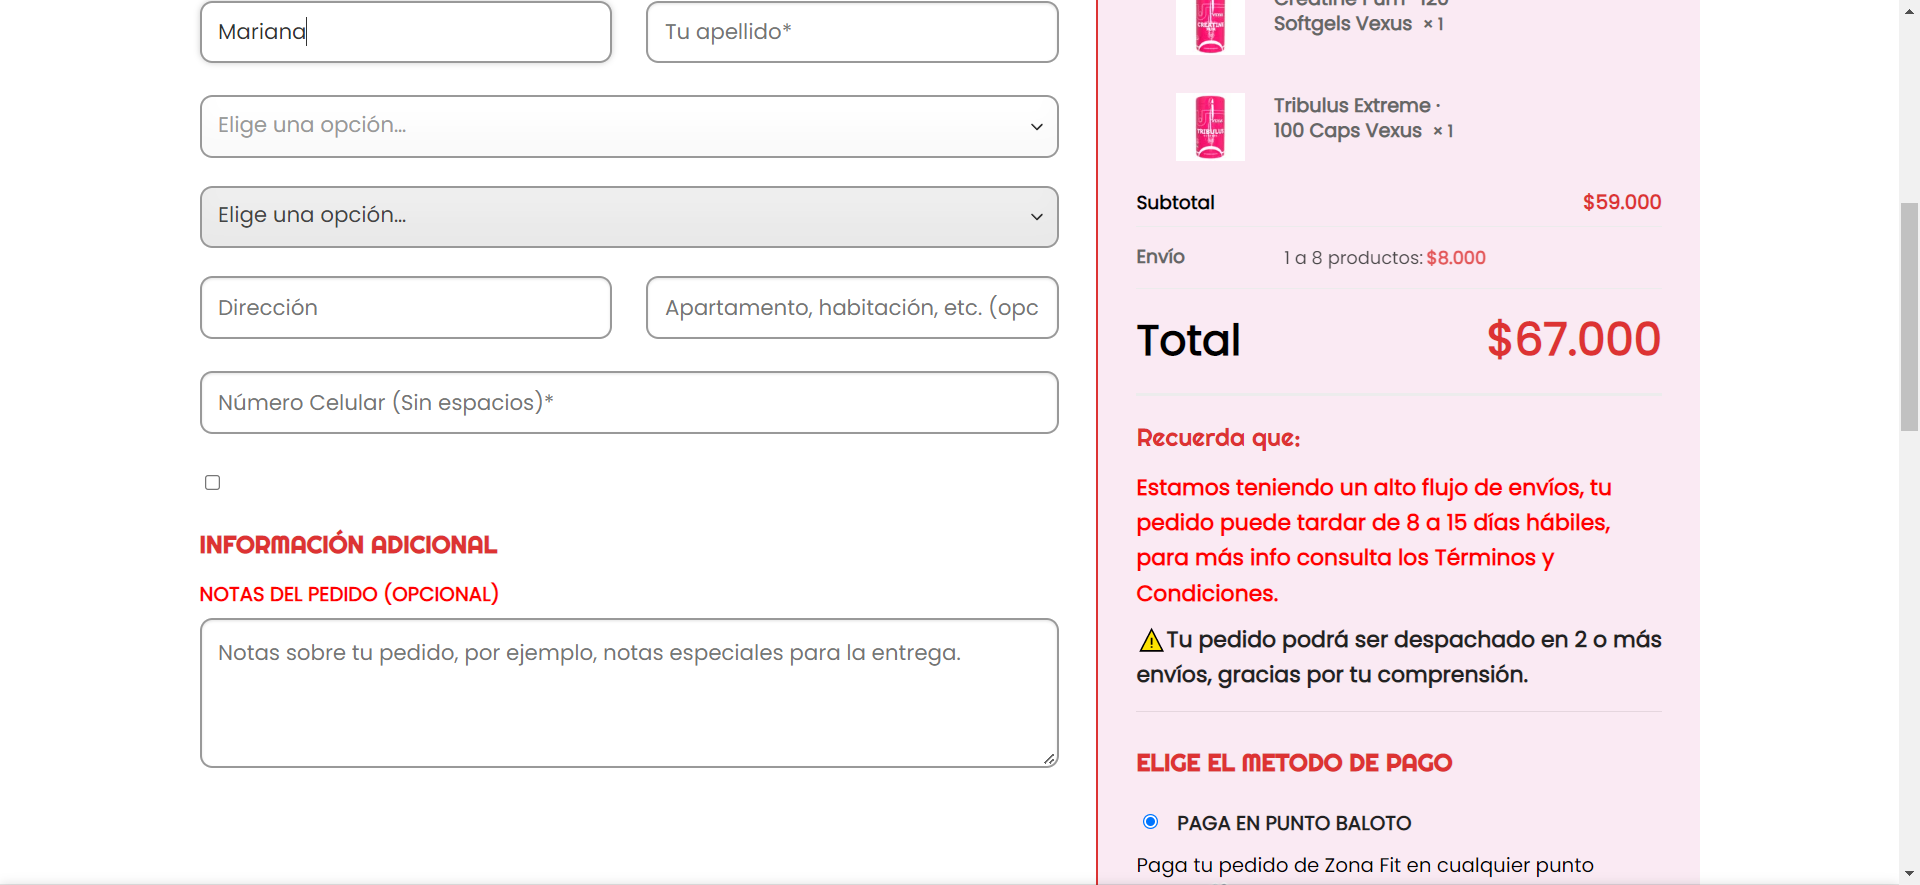 Mariana
Tu apellido*
Elige una opción...
Elige una opción...
Dirección
Apartamento, habitación, etc. (opc
Número Celular (Sin espacios)*
INFORMACIÓN ADICIONAL
NOTAS DEL PEDIDO (OPCIONAL)
Notas sobre tu pedido, por ejemplo, notas especiales para la entrega.
Softgels Vexus × 1
Tribulus Extreme ·
100 Caps Vexus × 1
Subtotal $59.000
Envío 1 a 8 productos: $8.000
Total $67.000
Recuerda que:
Estamos teniendo un alto flujo de envíos, tu
pedido puede tardar de 8 a 15 días hábiles,
para más info consulta los Términos y
Condiciones.
⚠Tu pedido podrá ser despachado en 2 o más
envíos, gracias por tu comprensión.
ELIGE EL METODO DE PAGO
PAGA EN PUNTO BALOTO
Paga tu pedido de Zona Fit en cualquier punto